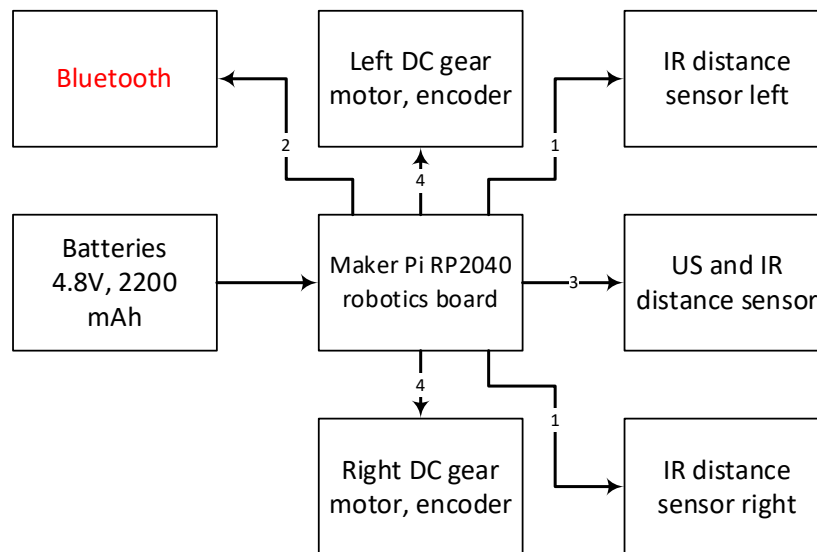 Bluetooth
Left DC gear
motor, encoder
IR distance
sensor left
2
4
1
Batteries
4.8V, 2200
mAh
Maker Pi RP2040
robotics board
3
US and IR
distance sensor
4
1
Right DC gear
motor, encoder
IR distance
sensor right